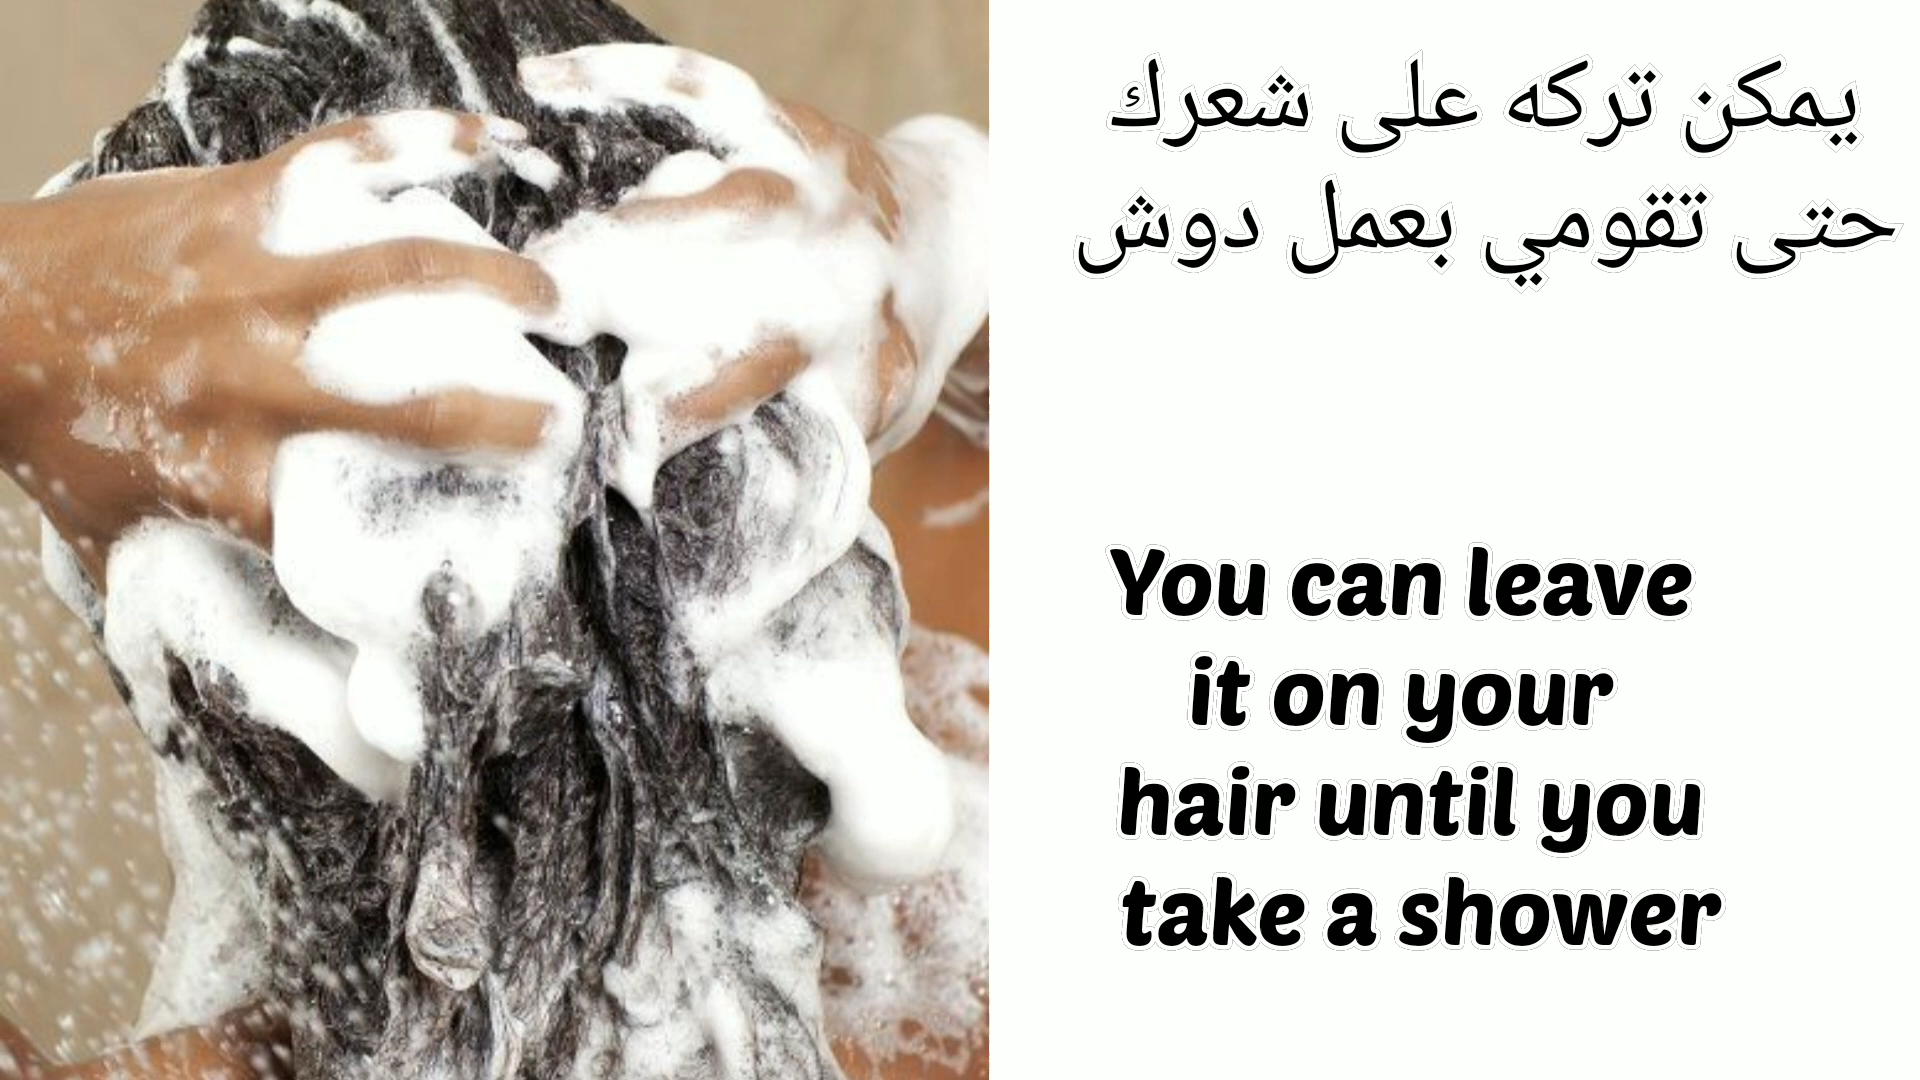 يمكن تركه على شعرك
حتى تقومي بعمل دوش
You can leave
it on your
hair until you
take a shower